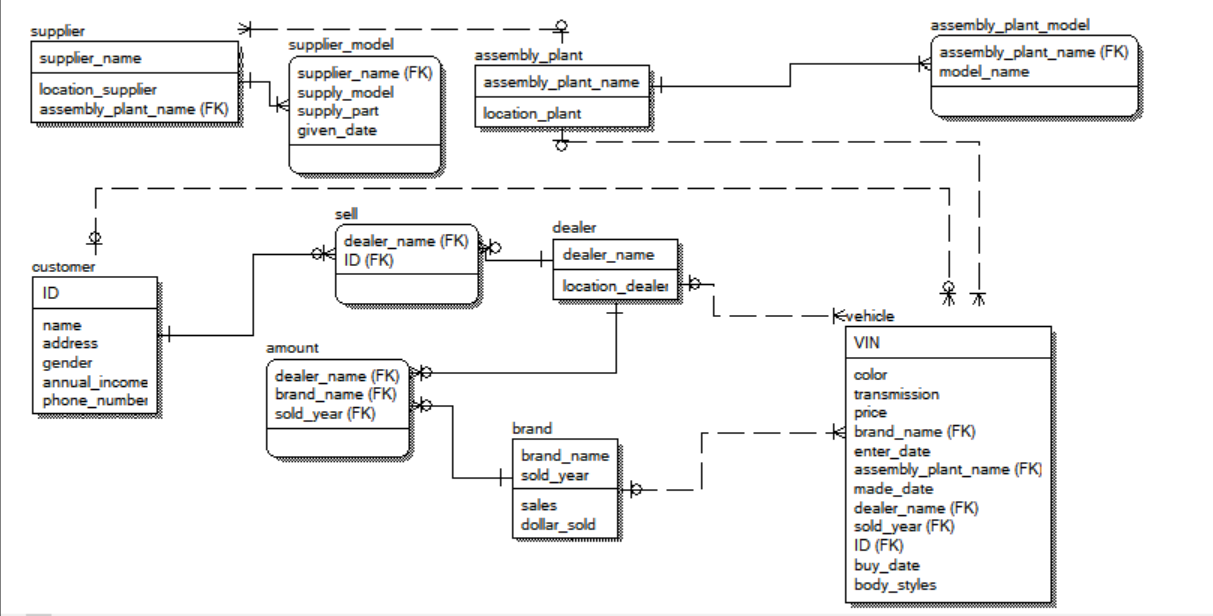 supplier
supplier_name
location_supplier
assembly_plant_name (FK)
supplier_model
supplier_name (FK)
supply_model
supply_part
given_date
assembly_plant
assembly_plant_name
location_plant
assembly_plant_model
assembly_plant_name (FK)
model_name
sell
dealer_name (FK)
ID (FK)
dealer
dealer_name
location_dealer
customer
ID
name
address
gender
annual_income
phone_number
amount
dealer_name (FK)
brand_name (FK)
sold_year (FK)
brand
brand_name
sold_year
sales
dollar_sold
vehicle
VIN
color
transmission
price
brand_name (FK)
enter_date
assembly_plant_name (FK)
made_date
dealer_name (FK)
sold_year (FK)
ID (FK)
buy_date
body_styles